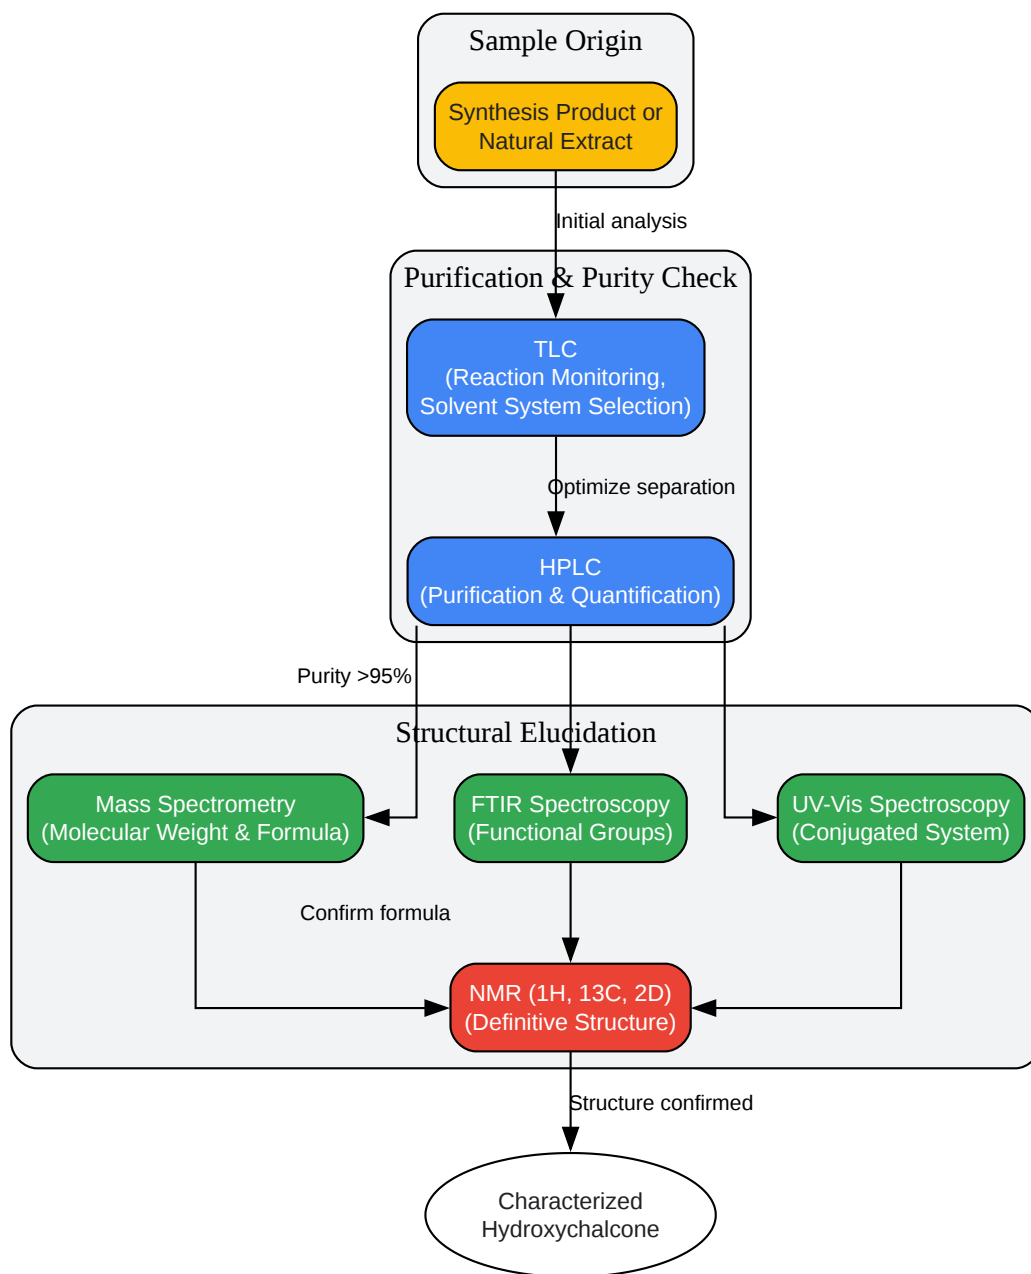 Sample Origin
Synthesis Product or
Natural Extract
Initial analysis
Purification & Purity Check
TLC
(Reaction Monitoring,
Solvent System Selection)
Optimize separation
HPLC
(Purification & Quantification)
Purity >95%
Structural Elucidation
Mass Spectrometry
(Molecular Weight & Formula)
FTIR Spectroscopy
(Functional Groups)
UV-Vis Spectroscopy
(Conjugated System)
Confirm formula
NMR (1H, 13C, 2D)
(Definitive Structure)
Structure confirmed
Characterized
Hydroxychalcone